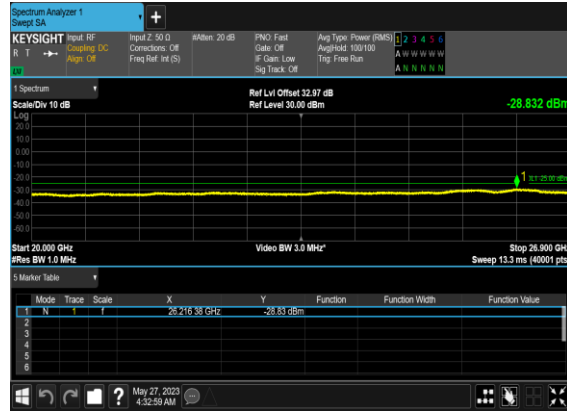 Spectrum Analyzer 1
Swept SA
+
KEYSIGHT Input: RF Input Z: 50 Ω #Atten: 20 dB PNO: Fast Avg Type: Power (RMS) 1 2 3 4 5 6
R T Coupling: DC Corrections: Off Gate: Off Avg|Hold: 100/100 A W W W W W
Align: Off Freq Ref: Int (S) IF Gain: Low Trig: Free Run
Sig Track: Off A N N N N N
1 Spectrum Ref Lvl Offset 32.97 dB
Scale/Div 10 dB Ref Level 30.00 dBm -28.832 dBm
Log
20.0
10.0
0.00
-10.0
-20.0 1
-30.0
-40.0
-50.0
-60.0
Start 20.000 GHz Video BW 3.0 MHz* Stop 26.900 GHz
#Res BW 1.0 MHz Sweep 13.3 ms (40001 pts)
5 Marker Table
Mode Trace Scale X Y Function Function Width Function Value
1 N 1 f 26.216 38 GHz -28.83 dBm
2
3
4
5
6
? May 27, 2023
4:32:59 AM